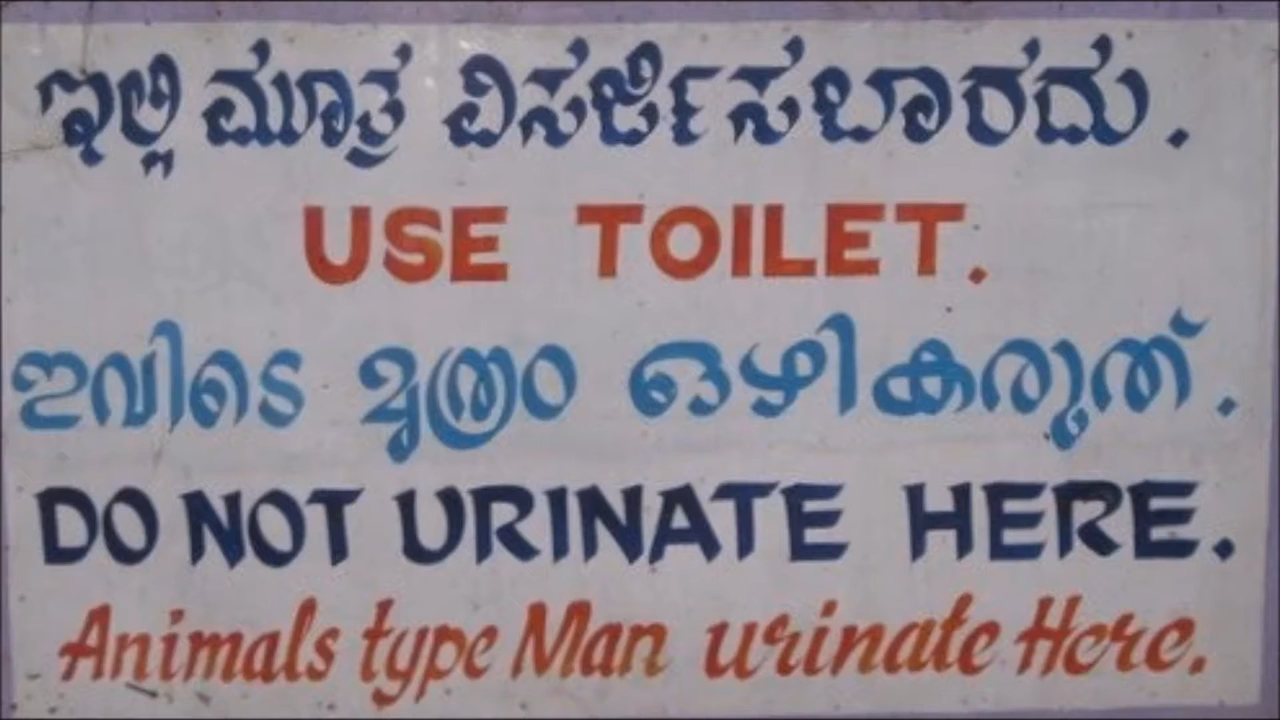 ಇಲ್ಲಿ ಮೂತ್ರ ವಿಸರ್ಜಿಸಬಾರದು.
USE TOILET.
ഇവിടെ മൂത്രം ഒഴികരുത്.
DO NOT URINATE HERE.
Animals type Man urinate Here.